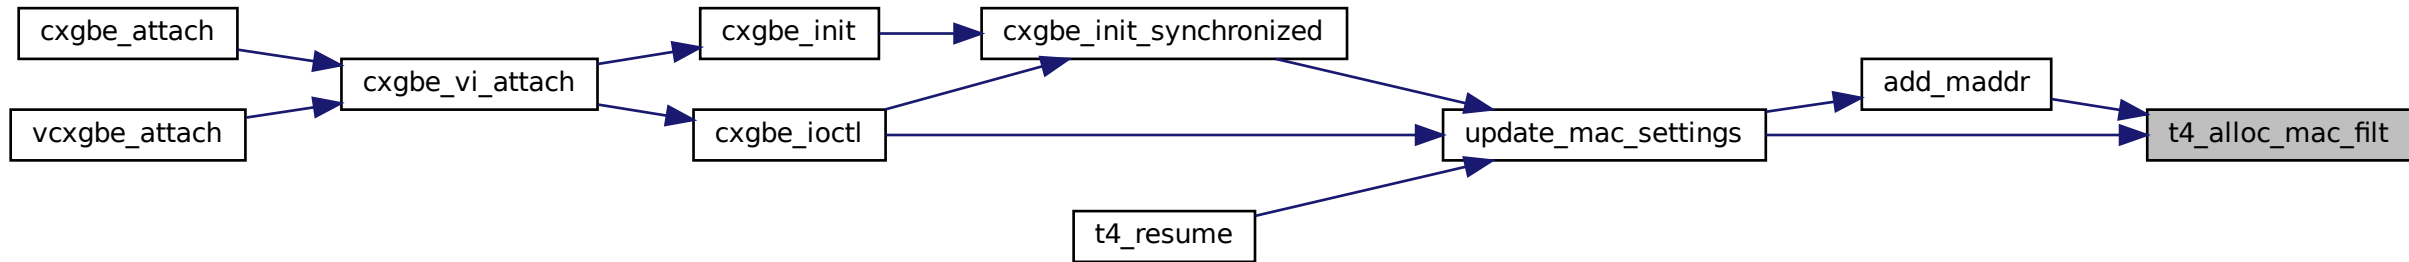 cxgbe_attach
vcxgbe_attach
cxgbe_vi_attach
cxgbe_init
cxgbe_ioctl
cxgbe_init_synchronized
t4_resume
update_mac_settings
add_maddr
t4_alloc_mac_filt